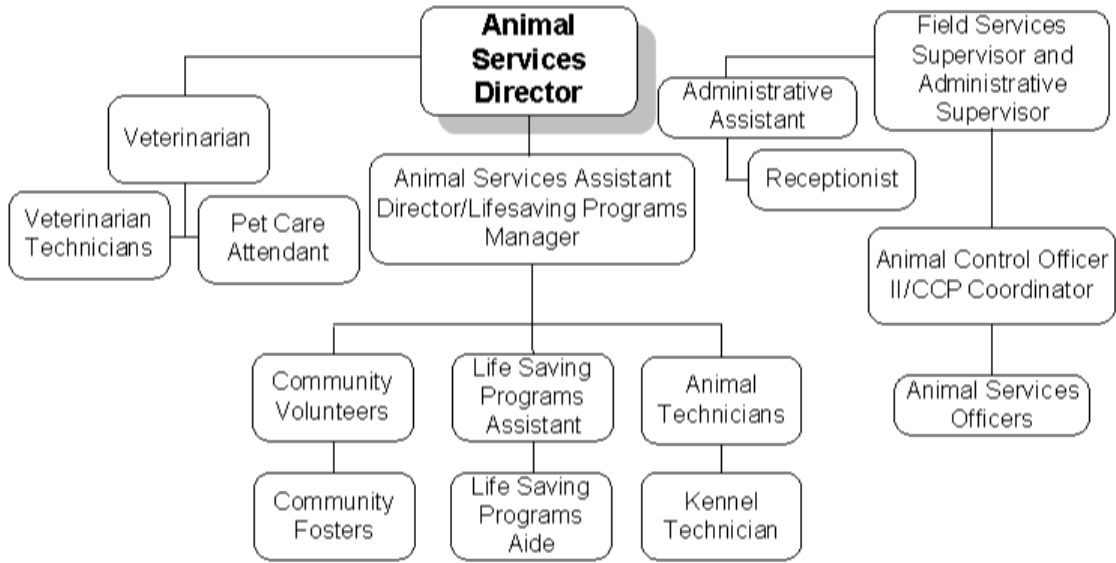 Animal
Services
Director
Field Services
Supervisor and
Administrative
Supervisor
Administrative
Assistant
Receptionist
Veterinarian
Veterinarian
Technicians
Pet Care
Attendant
Animal Services Assistant
Director/Lifesaving Programs
Manager
Animal Control Officer
II/CCP Coordinator
Animal Services
Officers
Community
Volunteers
Life Saving
Programs
Assistant
Animal
Technicians
Community
Fosters
Life Saving
Programs
Aide
Kennel
Technician